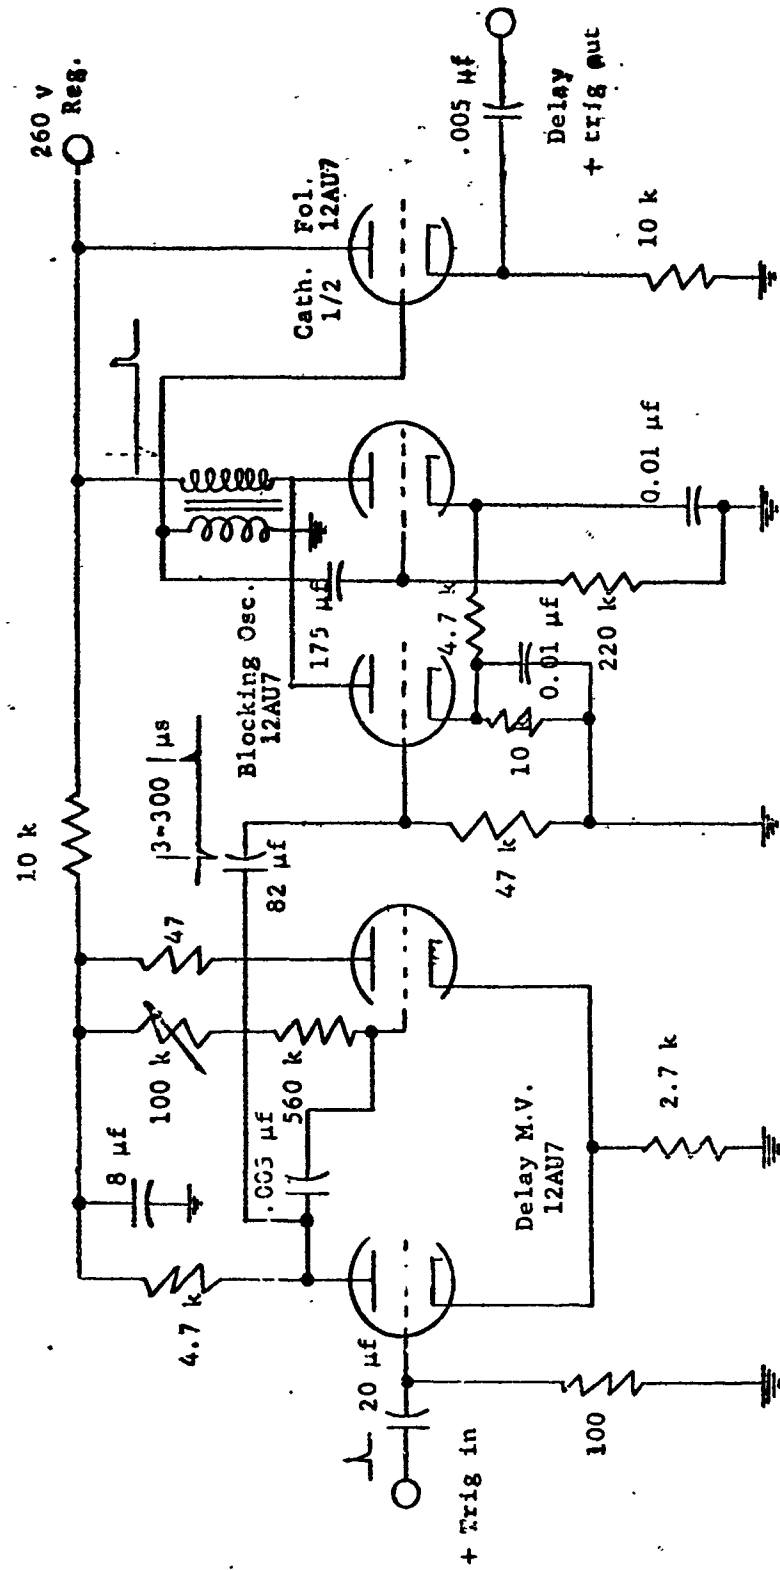 260 v
Reg.
10 k
Cath. Fol.
1/2 12AU7
.005 µf
Delay
+ trig out
10 k
3-300 µs
Blocking Osc.
12AU7
175 µf
4.7 k
0.01 µf
0.01 µf
220 k
10
47
k
82 µf
47
100 k
560 k
8 µf
µf
4.7 k
Delay M.V.
12AU7
2.7 k
20 µf
+ Trig in
100